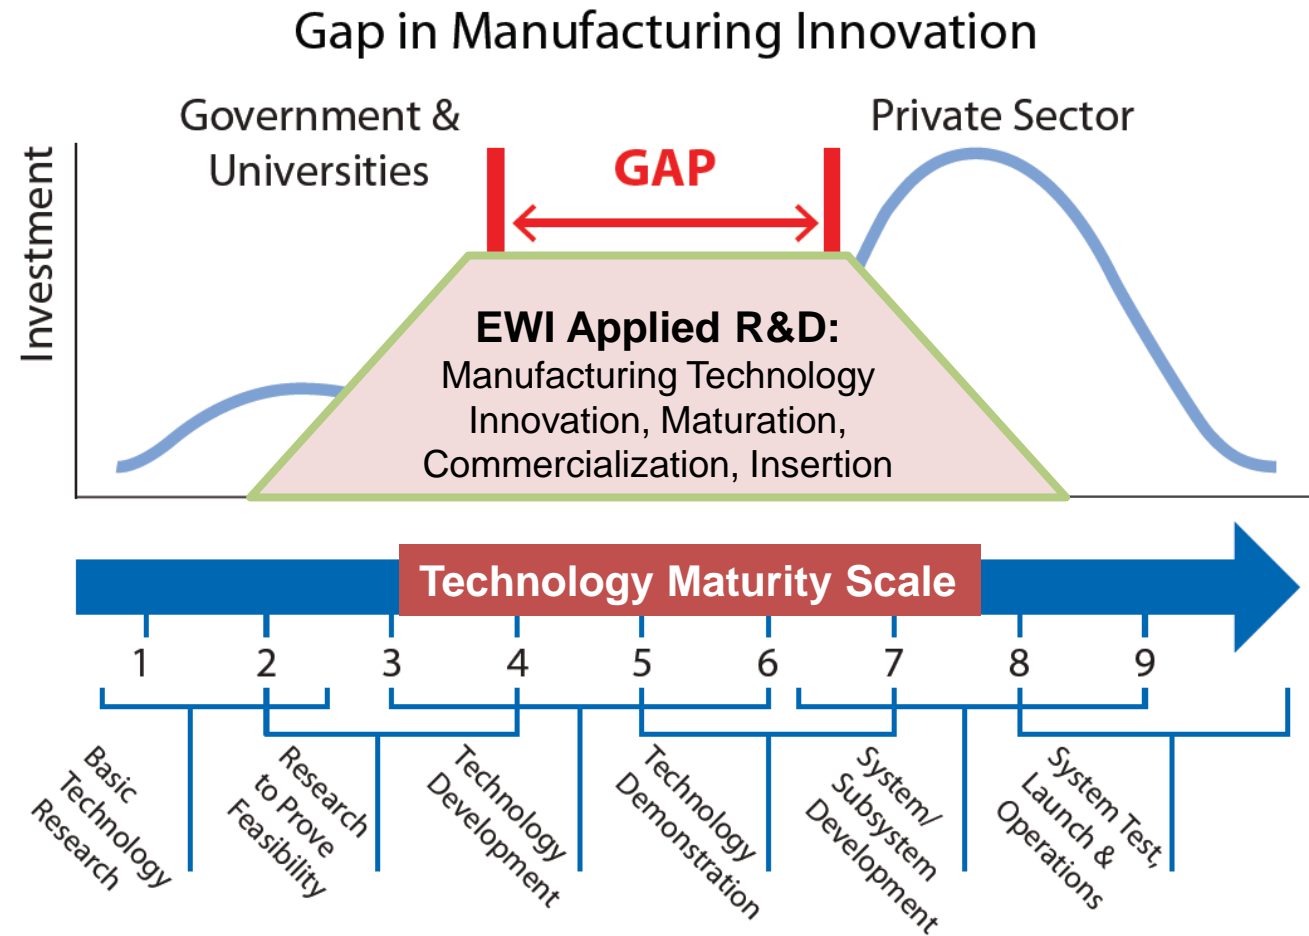 Gap in Manufacturing Innovation
Government &
Universities
Private Sector
GAP
Investment
EWI Applied R&D:
Manufacturing Technology
Innovation, Maturation,
Commercialization, Insertion
Technology Maturity Scale
1 2 3 4 5 6 7 8 9
Basic
Technology
Research
Research
to Prove
Feasibility
Technology
Development
Technology
Demonstration
System/
Subsystem
Development
System Test,
Launch &
Operations